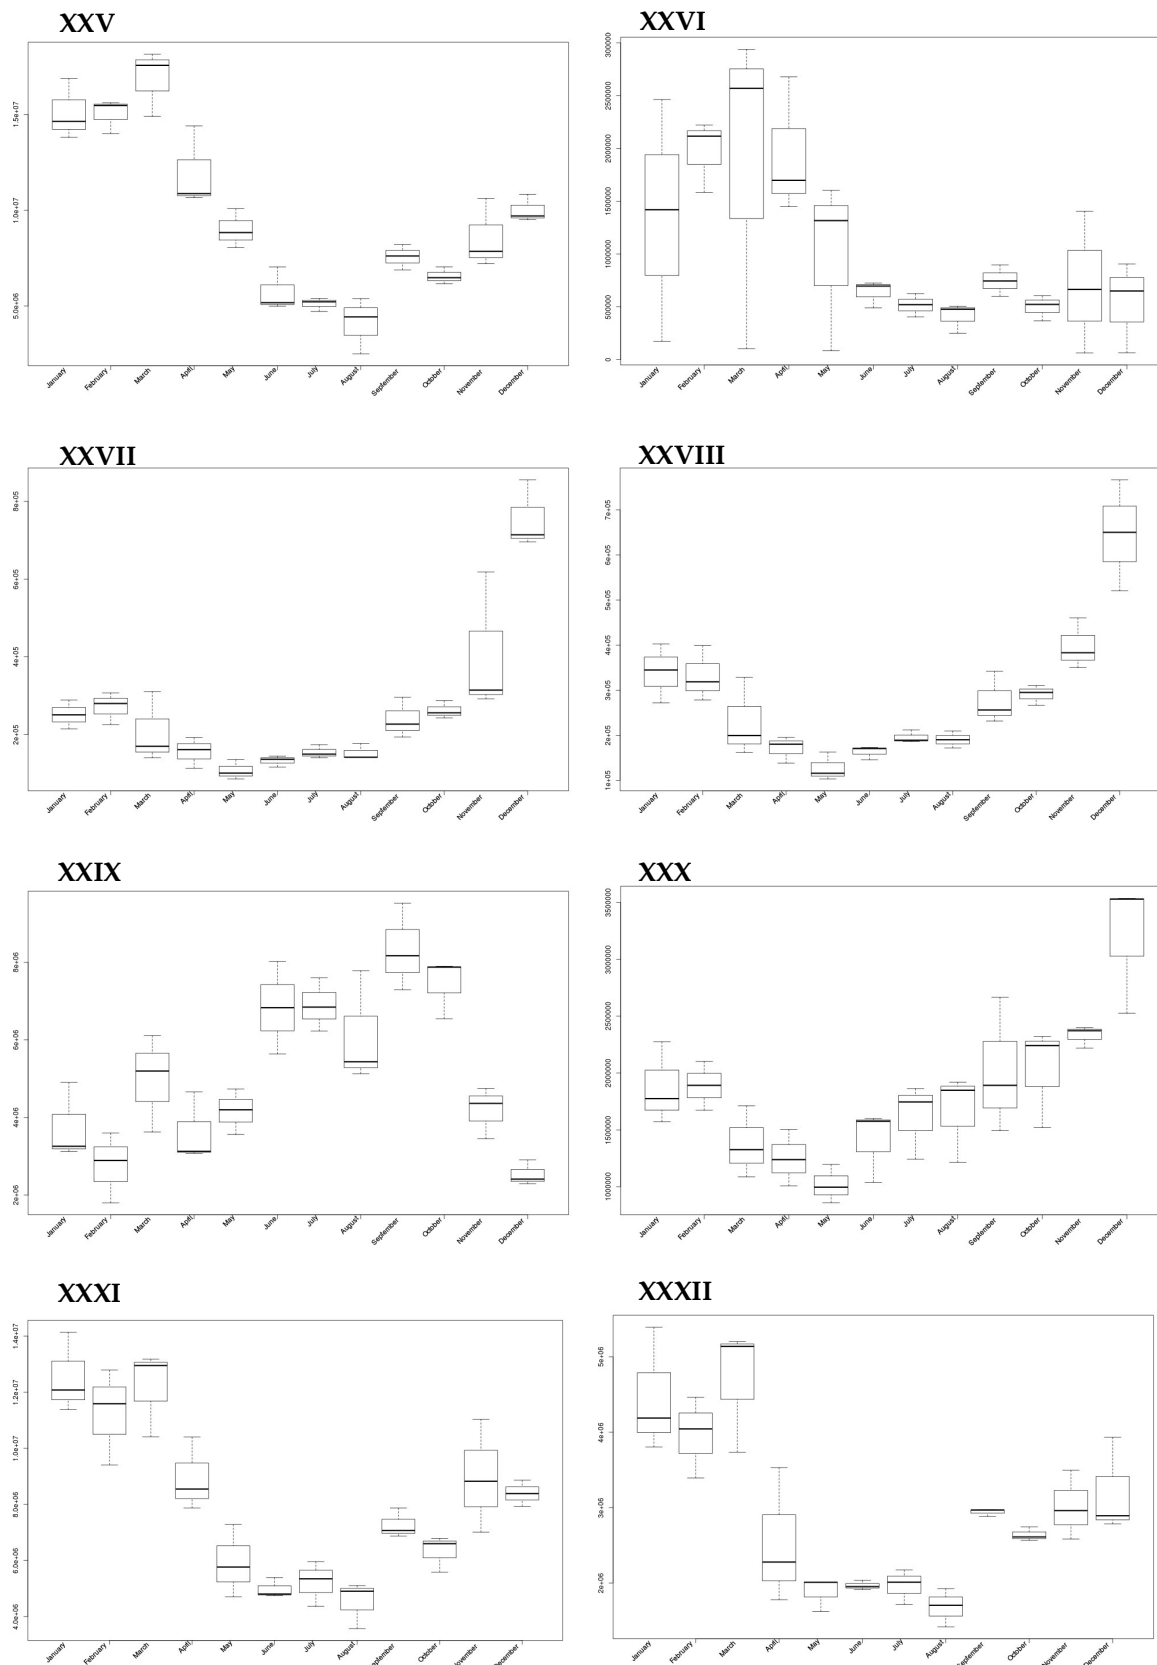 XXV
1.5e+07
1.0e+07
5.0e+06
January
February
March
Apfil
May
June
July
August
September
October
November
December
XXVI
300000
2500000
2000000
1500000
1000000
500000
0
January
February
March
Apfil
May
June
July
August
September
October
November
December
XXVII
8e+05
6e+05
4e+05
2e+05
January
February
March
Apfil
May
June
July
August
September
October
November
December
XXVIII
7e+05
6e+05
5e+05
4e+05
3e+05
2e+05
1e+05
January
February
March
Apfil
May
June
July
August
September
October
November
December
XXIX
8e+06
6e+06
4e+06
2e+06
January
February
March
Apfil
May
June
July
August
September
October
November
December
XXX
3500000
3000000
2500000
2000000
1500000
1000000
January
February
March
Apfil
May
June
July
August
September
October
November
December
XXXI
1.4e+07
1.2e+07
1.0e+07
8.0e+06
6.0e+06
4.0e+06
January
February
March
Apfil
May
June
July
August
September
October
November
December
XXXII
5e+06
4e+06
3e+06
2e+06
January
February
March
Apfil
May
June
July
August
September
October
November
December